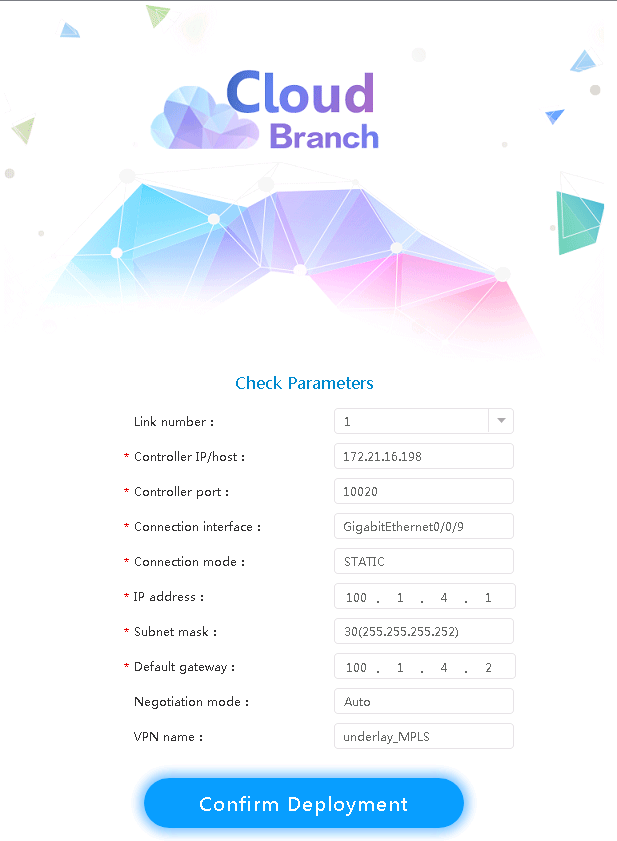 Cloud
Branch
Check Parameters
Link number : 1
* Controller IP/host : 172.21.16.198
* Controller port : 10020
* Connection interface : GigabitEthernet0/0/9
* Connection mode : STATIC
* IP address : 100 . 1 . 4 . 1
* Subnet mask : 30(255.255.255.252)
* Default gateway : 100 . 1 . 4 . 2
Negotiation mode : Auto
VPN name : underlay_MPLS
Confirm Deployment